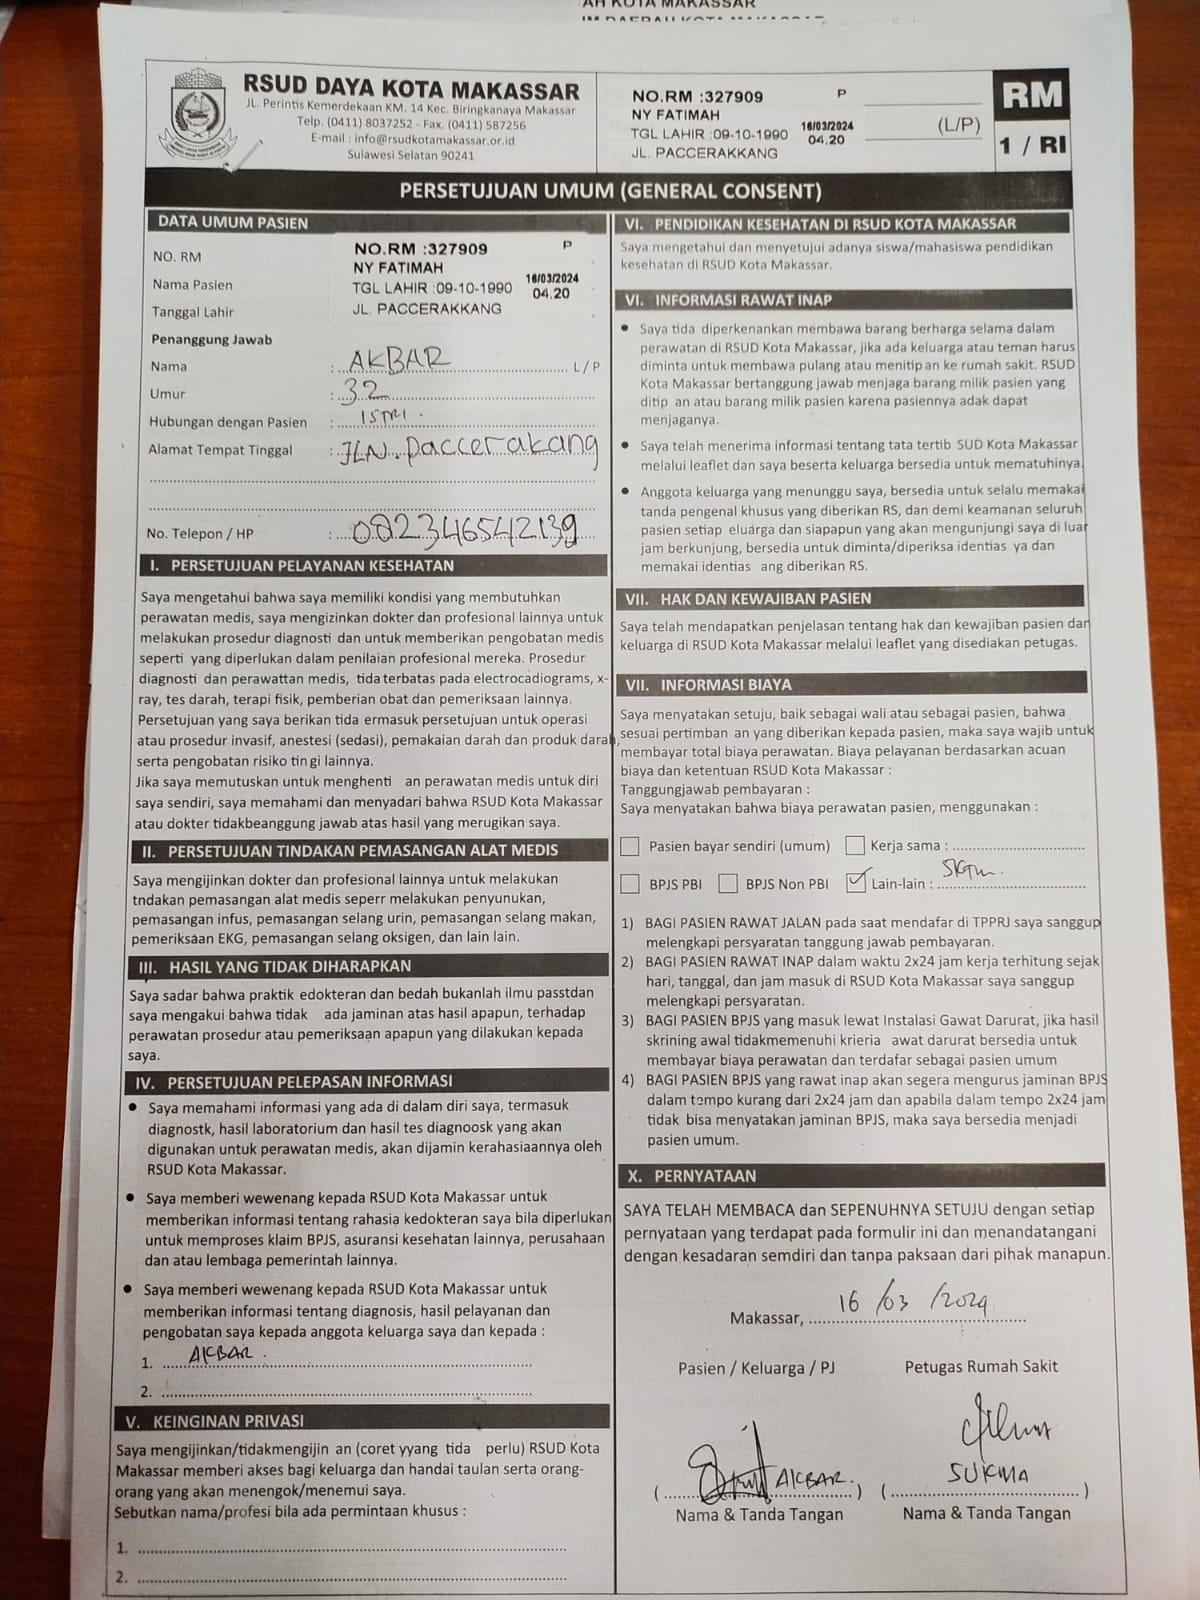 AH KOTA MAKASSAR
RSUD DAYA KOTA MAKASSAR
JL. Perintis Kemerdekaan KM. 14 Kec. Biringkanaya Makassar
Telp. (0411) 8037252 - Fax. (0411) 587256
E-mail : info@rsudkotamakassar.or.id
Sulawesi Selatan 90241
NO.RM :327909 P
NY FATIMAH
TGL LAHIR :09-10-1990 16/03/2024 04.20
JL. PACCERAKKANG
(L/P)
RM
1 / RI
PERSETUJUAN UMUM (GENERAL CONSENT)
DATA UMUM PASIEN
NO. RM
Nama Pasien
Tanggal Lahir
NO.RM :327909 P
NY FATIMAH
TGL LAHIR :09-10-1990 16/03/2024 04.20
JL. PACCERAKKANG
Penanggung Jawab
Nama : AKBAR L / P
Umur : 32
Hubungan dengan Pasien : ISTRI.
Alamat Tempat Tinggal : JLN. paccerakang
No. Telepon / HP : 082346542139
I. PERSETUJUAN PELAYANAN KESEHATAN
Saya mengetahui bahwa saya memiliki kondisi yang membutuhkan
perawatan medis, saya mengizinkan dokter dan profesional lainnya untuk
melakukan prosedur diagnosti dan untuk memberikan pengobatan medis
seperti yang diperlukan dalam penilaian profesional mereka. Prosedur
diagnosti dan perawattan medis, tida terbatas pada electrocadiograms, x-
ray, tes darah, terapi fisik, pemberian obat dan pemeriksaan lainnya.
Persetujuan yang saya berikan tida ermasuk persetujuan untuk operasi
atau prosedur invasif, anestesi (sedasi), pemakaian darah dan produk darah,
serta pengobatan risiko tin gi lainnya.
Jika saya memutuskan untuk menghenti an perawatan medis untuk diri
saya sendiri, saya memahami dan menyadari bahwa RSUD Kota Makassar
atau dokter tidakbeanggung jawab atas hasil yang merugikan saya.
II. PERSETUJUAN TINDAKAN PEMASANGAN ALAT MEDIS
Saya mengijinkan dokter dan profesional lainnya untuk melakukan
tndakan pemasangan alat medis seperr melakukan penyunukan,
pemasangan infus, pemasangan selang urin, pemasangan selang makan,
pemeriksaan EKG, pemasangan selang oksigen, dan lain lain.
III. HASIL YANG TIDAK DIHARAPKAN
Saya sadar bahwa praktik edokteran dan bedah bukanlah ilmu passtdan
saya mengakui bahwa tidak ada jaminan atas hasil apapun, terhadap
perawatan prosedur atau pemeriksaan apapun yang dilakukan kepada
saya.
IV. PERSETUJUAN PELEPASAN INFORMASI
• Saya memahami informasi yang ada di dalam diri saya, termasuk
diagnostk, hasil laboratorium dan hasil tes diagnoosk yang akan
digunakan untuk perawatan medis, akan dijamin kerahasiaannya oleh
RSUD Kota Makassar.
• Saya memberi wewenang kepada RSUD Kota Makassar untuk
memberikan informasi tentang rahasia kedokteran saya bila diperlukan
untuk memproses klaim BPJS, asuransi kesehatan lainnya, perusahaan
dan atau lembaga pemerintah lainnya.
• Saya memberi wewenang kepada RSUD Kota Makassar untuk
memberikan informasi tentang diagnosis, hasil pelayanan dan
pengobatan saya kepada anggota keluarga saya dan kepada :
1. AKBAR.
2.
V. KEINGINAN PRIVASI
Saya mengijinkan/tidakmengijin an (coret yyang tida perlu) RSUD Kota
Makassar memberi akses bagi keluarga dan handai taulan serta orang-
orang yang akan menengok/menemui saya.
Sebutkan nama/profesi bila ada permintaan khusus :
1.
2.
VI. PENDIDIKAN KESEHATAN DI RSUD KOTA MAKASSAR
Saya mengetahui dan menyetujui adanya siswa/mahasiswa pendidikan
kesehatan di RSUD Kota Makassar.
VI. INFORMASI RAWAT INAP
• Saya tida diperkenankan membawa barang berharga selama dalam
perawatan di RSUD Kota Makassar, jika ada keluarga atau teman harus
diminta untuk membawa pulang atau menitip an ke rumah sakit. RSUD
Kota Makassar bertanggung jawab menjaga barang milik pasien yang
ditip an atau barang milik pasien karena pasiennya adak dapat
menjaganya.
• Saya telah menerima informasi tentang tata tertib SUD Kota Makassar
melalui leaflet dan saya beserta keluarga bersedia untuk mematuhinya.
• Anggota keluarga yang menunggu saya, bersedia untuk selalu memakai
tanda pengenal khusus yang diberikan RS, dan demi keamanan seluruh
pasien setiap eluarga dan siapapun yang akan mengunjungi saya di luar
jam berkunjung, bersedia untuk diminta/diperiksa identias ya dan
memakai identias ang diberikan RS.
VII. HAK DAN KEWAJIBAN PASIEN
Saya telah mendapatkan penjelasan tentang hak dan kewajiban pasien dan
keluarga di RSUD Kota Makassar melalui leaflet yang disediakan petugas.
VII. INFORMASI BIAYA
Saya menyatakan setuju, baik sebagai wali atau sebagai pasien, bahwa
sesuai pertimban an yang diberikan kepada pasien, maka saya wajib untuk
membayar total biaya perawatan. Biaya pelayanan berdasarkan acuan
biaya dan ketentuan RSUD Kota Makassar :
Tanggungjawab pembayaran :
Saya menyatakan bahwa biaya perawatan pasien, menggunakan :
Pasien bayar sendiri (umum) Kerja sama :
BPJS PBI BPJS Non PBI Lain-lain : SKTM.
1) BAGI PASIEN RAWAT JALAN pada saat mendafar di TPPRJ saya sanggup
melengkapi persyaratan tanggung jawab pembayaran.
2) BAGI PASIEN RAWAT INAP dalam waktu 2x24 jam kerja terhitung sejak
hari, tanggal, dan jam masuk di RSUD Kota Makassar saya sanggup
melengkapi persyaratan.
3) BAGI PASIEN BPJS yang masuk lewat Instalasi Gawat Darurat, jika hasil
skrining awal tidakmemenuhi krieria awat darurat bersedia untuk
membayar biaya perawatan dan terdafar sebagai pasien umum
4) BAGI PASIEN BPJS yang rawat inap akan segera mengurus jaminan BPJS
dalam tempo kurang dari 2x24 jam dan apabila dalam tempo 2x24 jam
tidak bisa menyatakan jaminan BPJS, maka saya bersedia menjadi
pasien umum.
X. PERNYATAAN
SAYA TELAH MEMBACA dan SEPENUHNYA SETUJU dengan setiap
pernyataan yang terdapat pada formulir ini dan menandatangani
dengan kesadaran semdiri dan tanpa paksaan dari pihak manapun.
Makassar, 16 /03 /2024
Pasien / Keluarga / PJ Petugas Rumah Sakit
( AKBAR. ) ( SUKMA )
Nama & Tanda Tangan Nama & Tanda Tangan